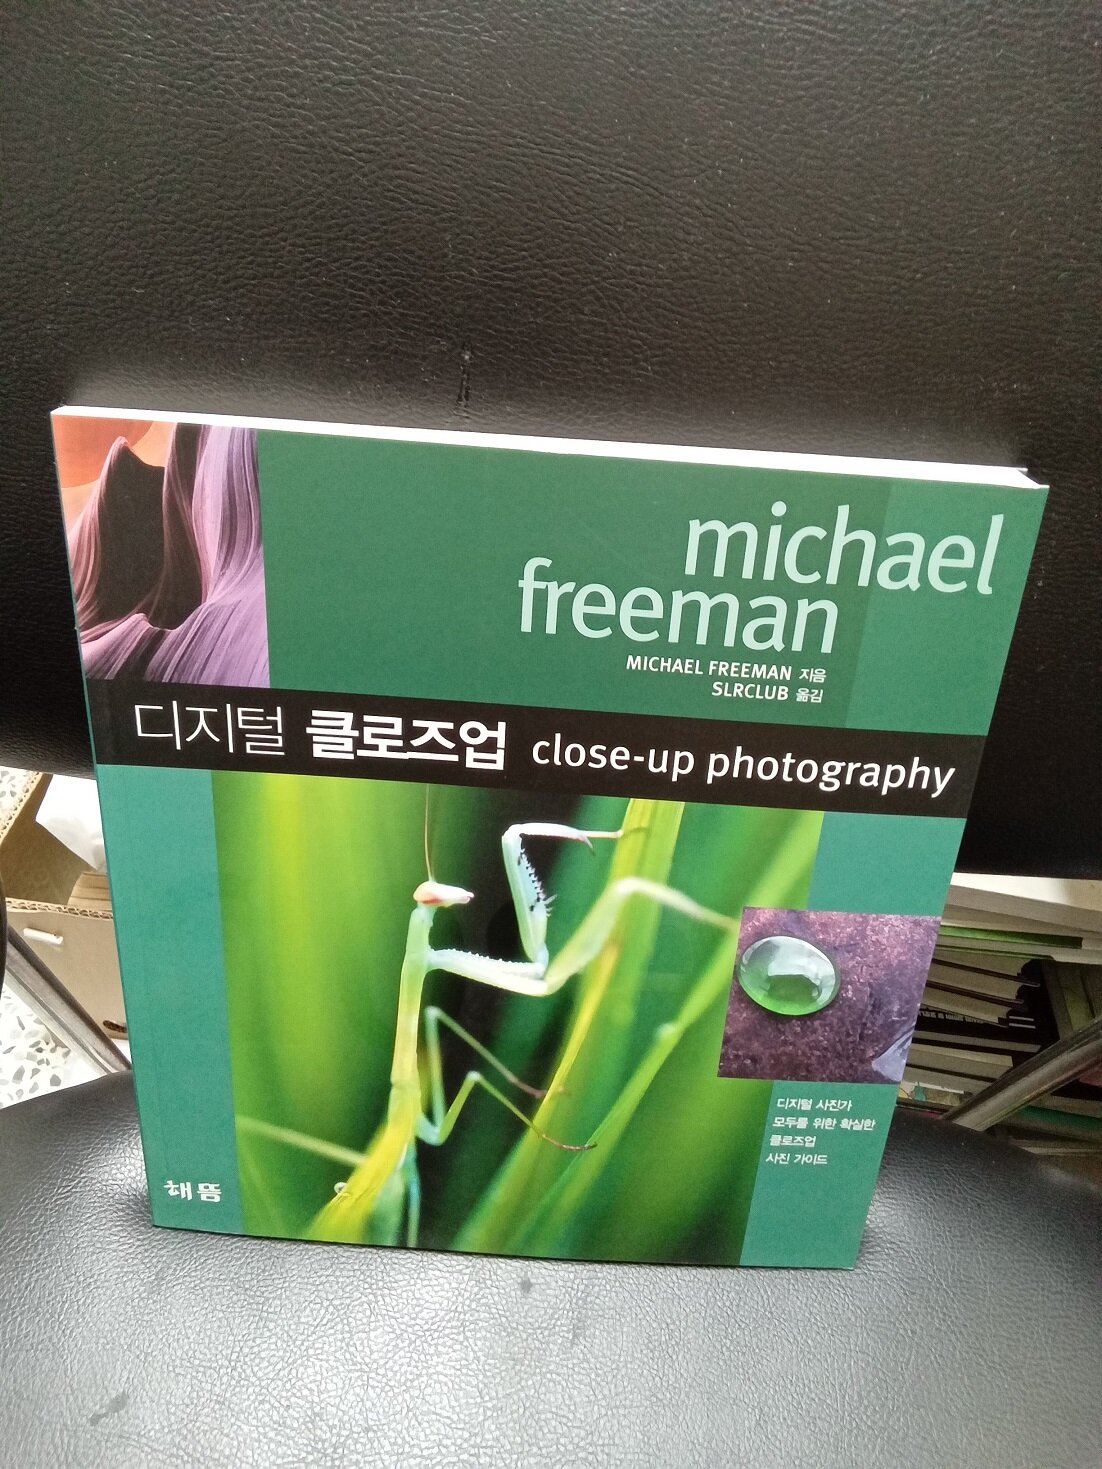 michael
freeman
MICHAEL FREEMAN 지음
SLRCLUB 옮김
디지털 클로즈업 close-up photography
디지털 사진가
모두를 위한 확실한
클로즈업
사진 가이드
해뜸